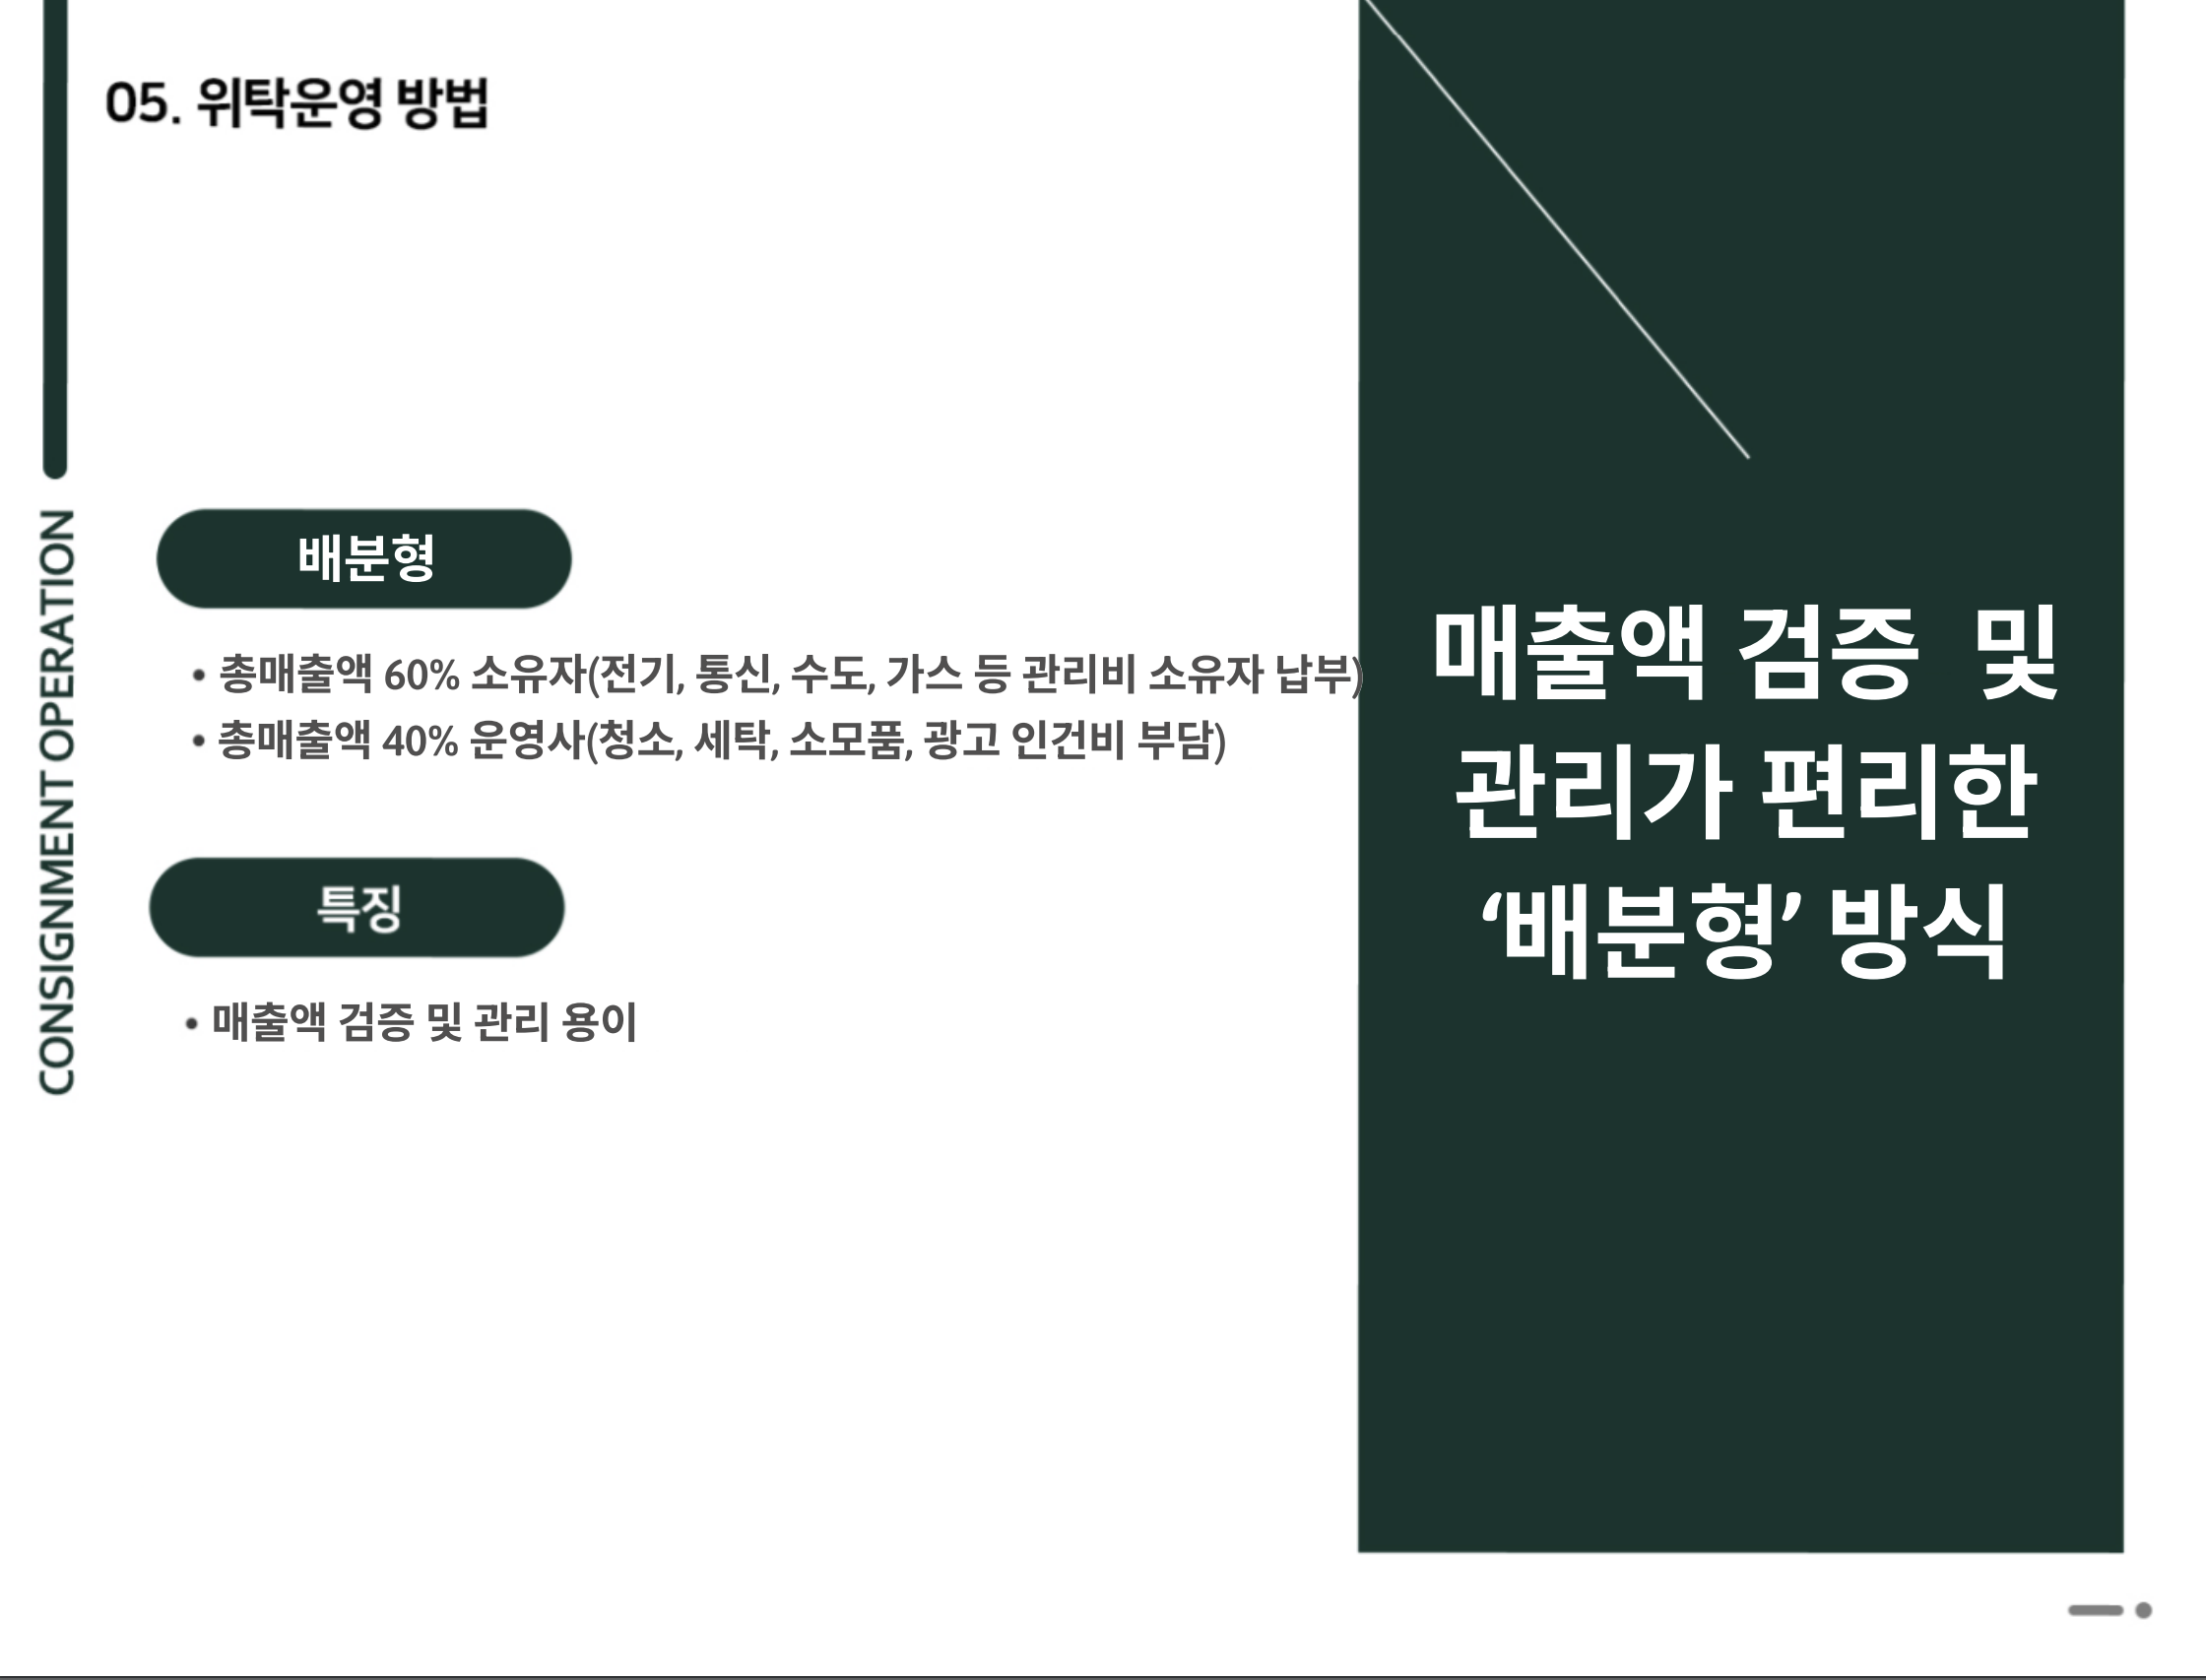 05. 위탁운영 방법
CONSIGNMENT OPERATION
배분형
• 총매출액 60% 소유자(전기, 통신, 수도, 가스 등 관리비 소유자 납부)
• 총매출액 40% 운영사(청소, 세탁, 소모품, 광고 인건비 부담)
특징
• 매출액 검증 및 관리 용이
매출액 검증 및
관리가 편리한
‘배분형’ 방식